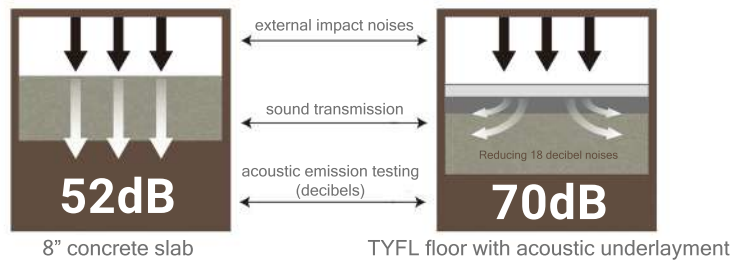 external impact noises
sound transmission
Reducing 18 decibel noises
acoustic emission testing
(decibels)
52dB
70dB
8” concrete slab
TYFL floor with acoustic underlayment